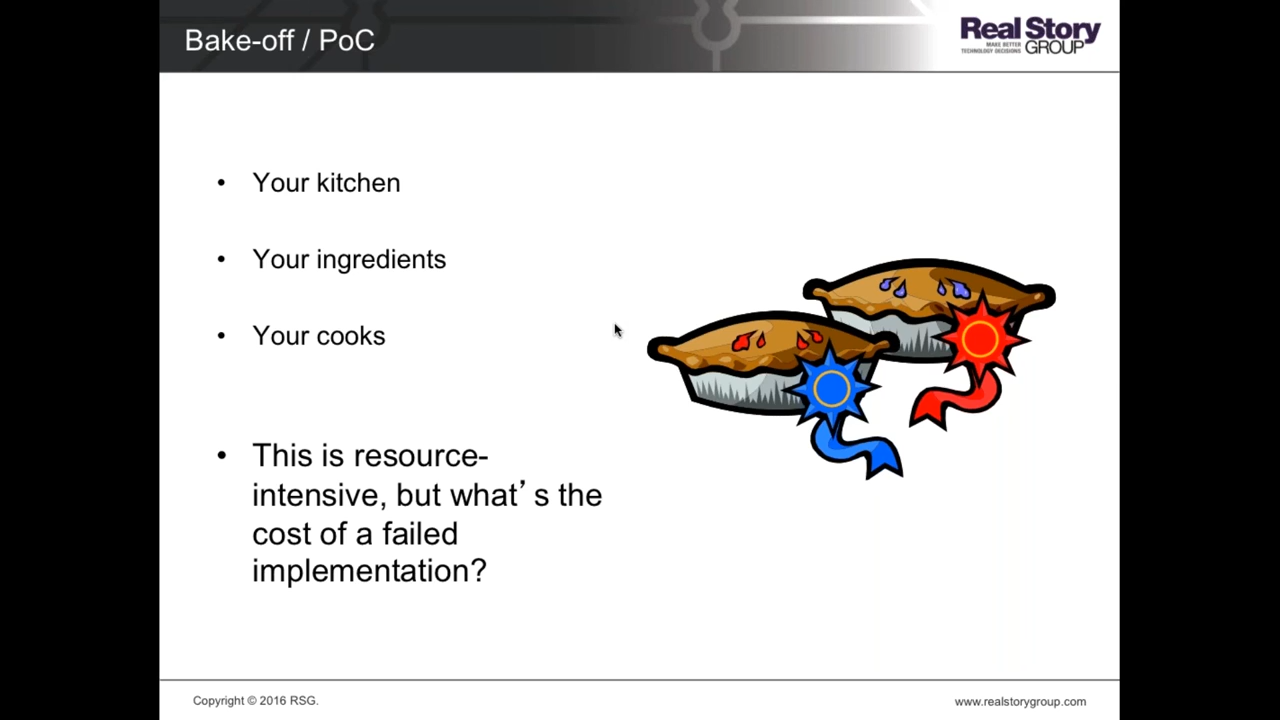 Bake-off / PoC
Real Story
MAKE BETTER
TECHNOLOGY DECISIONS
GROUP
• Your kitchen
• Your ingredients
• Your cooks
• This is resource-
intensive, but what’s the
cost of a failed
implementation?
Copyright © 2016 RSG.
www.realstorygroup.com